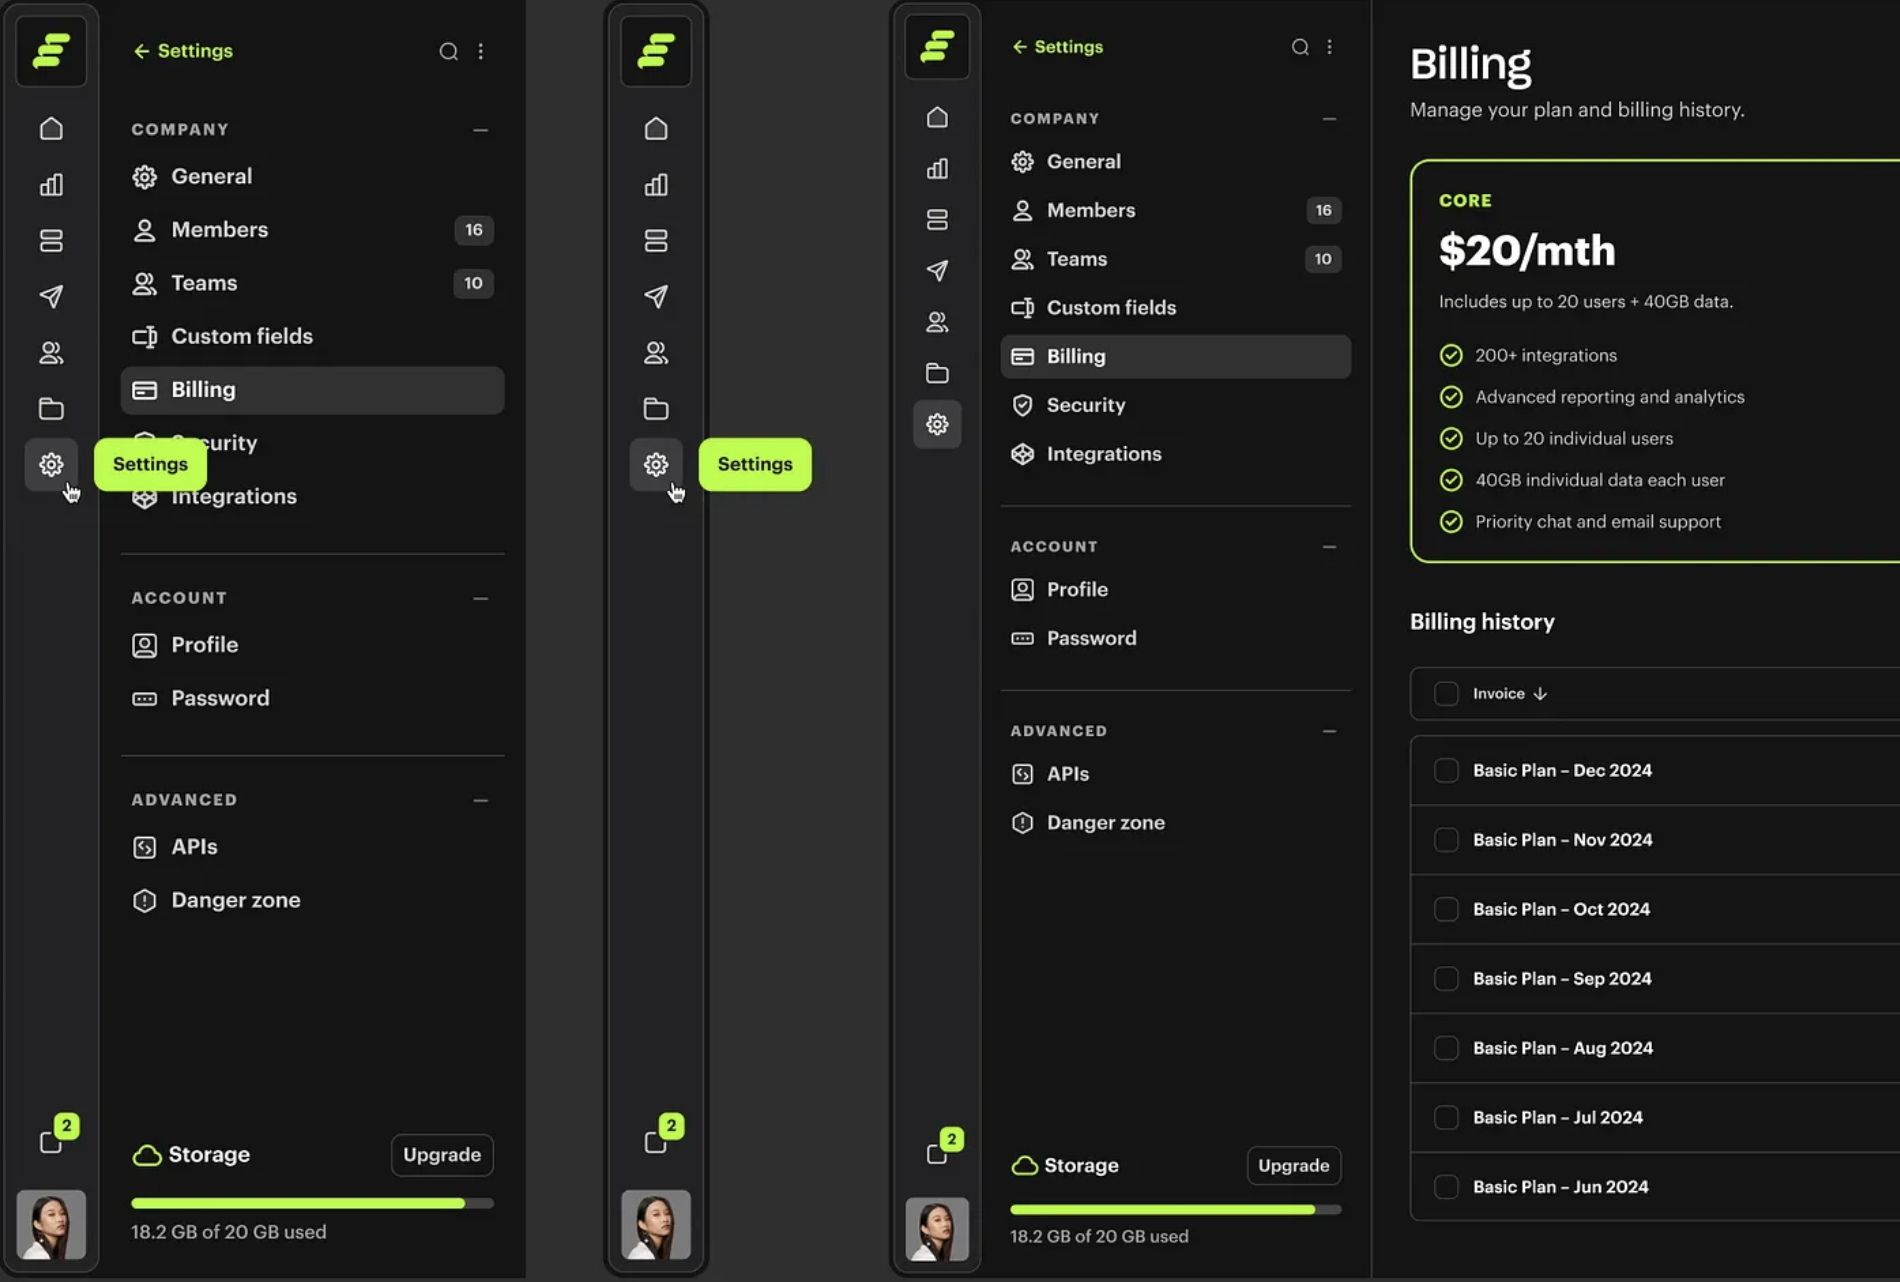 Settings
COMPANY
General
Members 16
Teams 10
Custom fields
Billing
curity
Settings
Integrations
ACCOUNT
Profile
Password
ADVANCED
APIs
Danger zone
2
Storage Upgrade
18.2 GB of 20 GB used
Settings
2
Settings
COMPANY
General
Members 16
Teams 10
Custom fields
Billing
Security
Integrations
ACCOUNT
Profile
Password
ADVANCED
APIs
Danger zone
2
Storage Upgrade
18.2 GB of 20 GB used
Billing
Manage your plan and billing history.
CORE
$20/mth
Includes up to 20 users + 40GB data.
200+ integrations
Advanced reporting and analytics
Up to 20 individual users
40GB individual data each user
Priority chat and email support
Billing history
Invoice
Basic Plan – Dec 2024
Basic Plan – Nov 2024
Basic Plan – Oct 2024
Basic Plan – Sep 2024
Basic Plan – Aug 2024
Basic Plan – Jul 2024
Basic Plan – Jun 2024